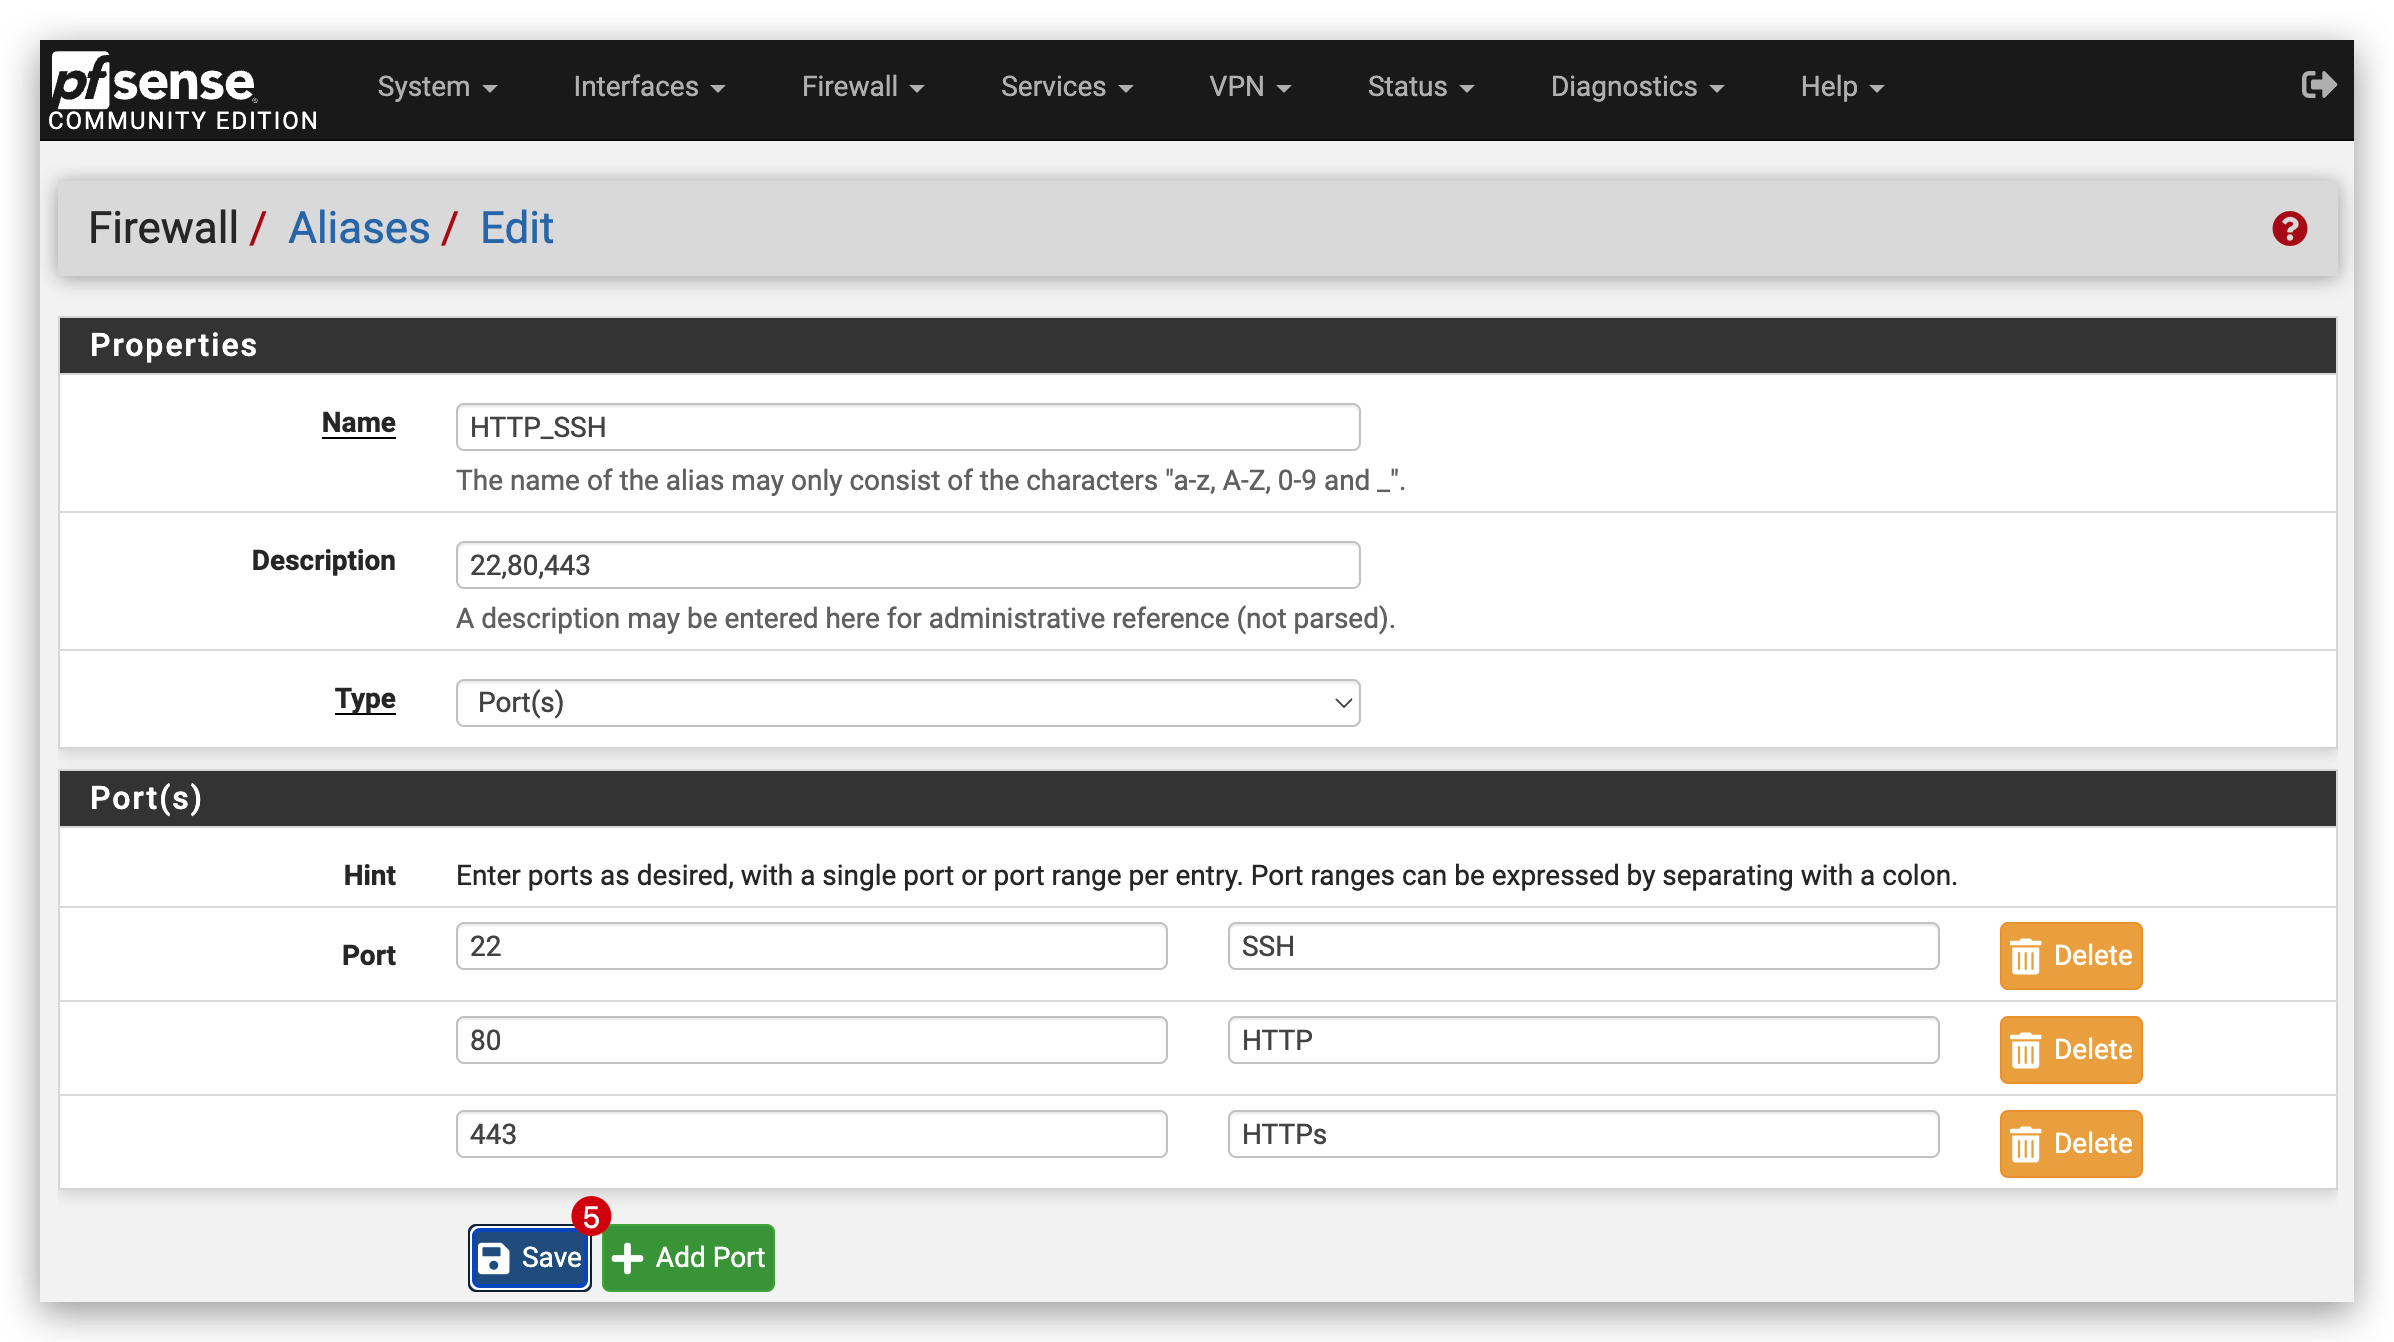 pfsense
COMMUNITY EDITION
System Interfaces Firewall Services VPN Status Diagnostics Help
Firewall / Aliases / Edit
Properties
Name HTTP_SSH
The name of the alias may only consist of the characters "a-z, A-Z, 0-9 and _".
Description 22,80,443
A description may be entered here for administrative reference (not parsed).
Type Port(s)
Port(s)
Hint Enter ports as desired, with a single port or port range per entry. Port ranges can be expressed by separating with a colon.
Port 22 SSH Delete
80 HTTP Delete
443 HTTPs Delete
5
Save Add Port